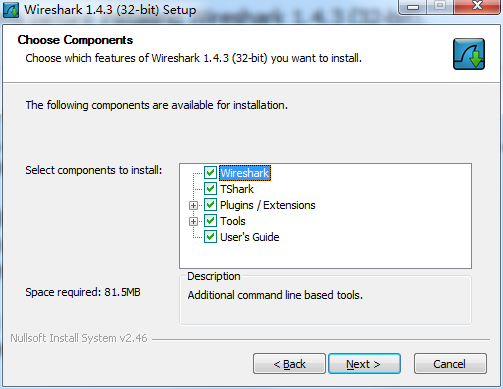 Wireshark 1.4.3 (32-bit) Setup
Choose Components
Choose which features of Wireshark 1.4.3 (32-bit) you want to install.
The following components are available for installation.
Select components to install:
Wireshark
TShark
Plugins / Extensions
Tools
User's Guide
Space required: 81.5MB
Description
Additional command line based tools.
Nullsoft Install System v2.46
< Back
Next >
Cancel